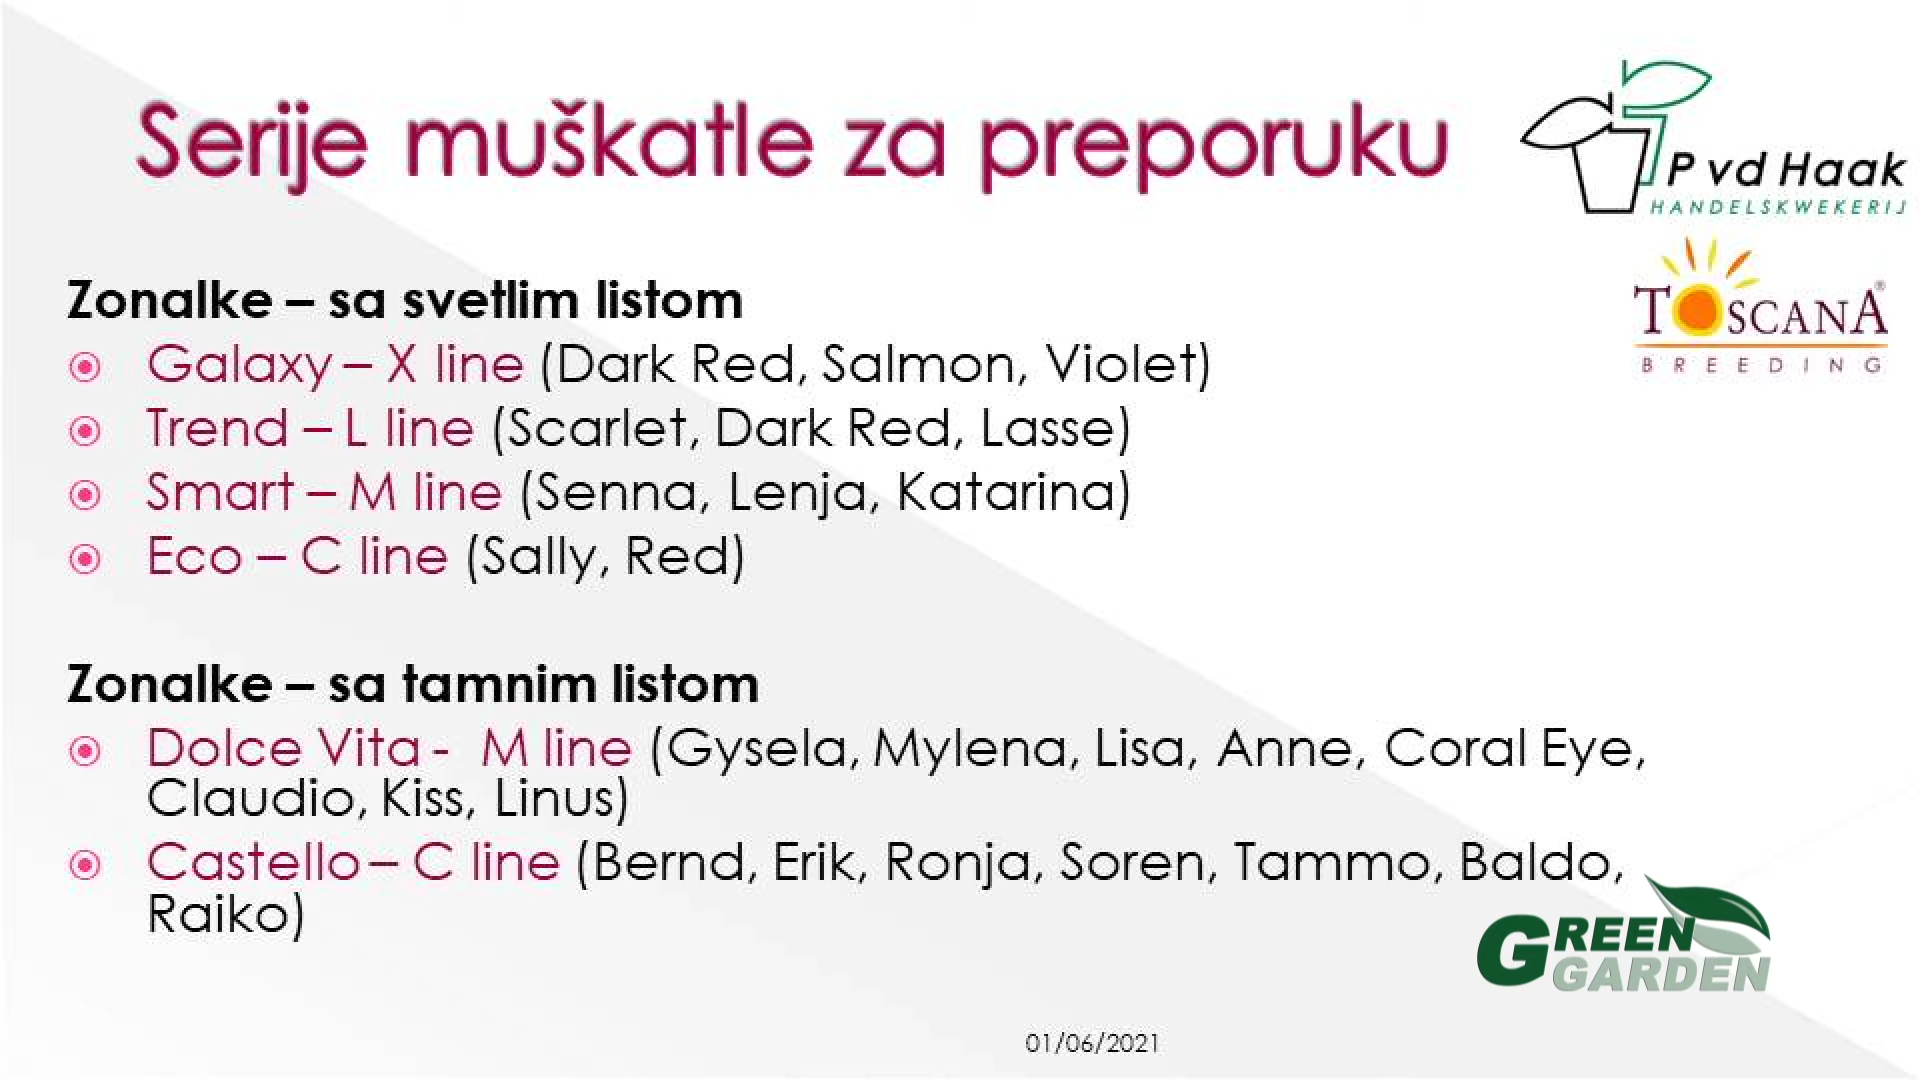 Serije muškatle za preporuku
P vd Haak
HANDELSKWEKERIJ
TOSCANA®
BREEDING
Zonalke – sa svetlim listom
Galaxy – X line (Dark Red, Salmon, Violet)
Trend – L line (Scarlet, Dark Red, Lasse)
Smart – M line (Senna, Lenja, Katarina)
Eco – C line (Sally, Red)
Zonalke – sa tamnim listom
Dolce Vita - M line (Gysela, Mylena, Lisa, Anne, Coral Eye,
Claudio, Kiss, Linus)
Castello – C line (Bernd, Erik, Ronja, Soren, Tammo, Baldo,
Raiko)
GREEN
GARDEN
01/06/2021